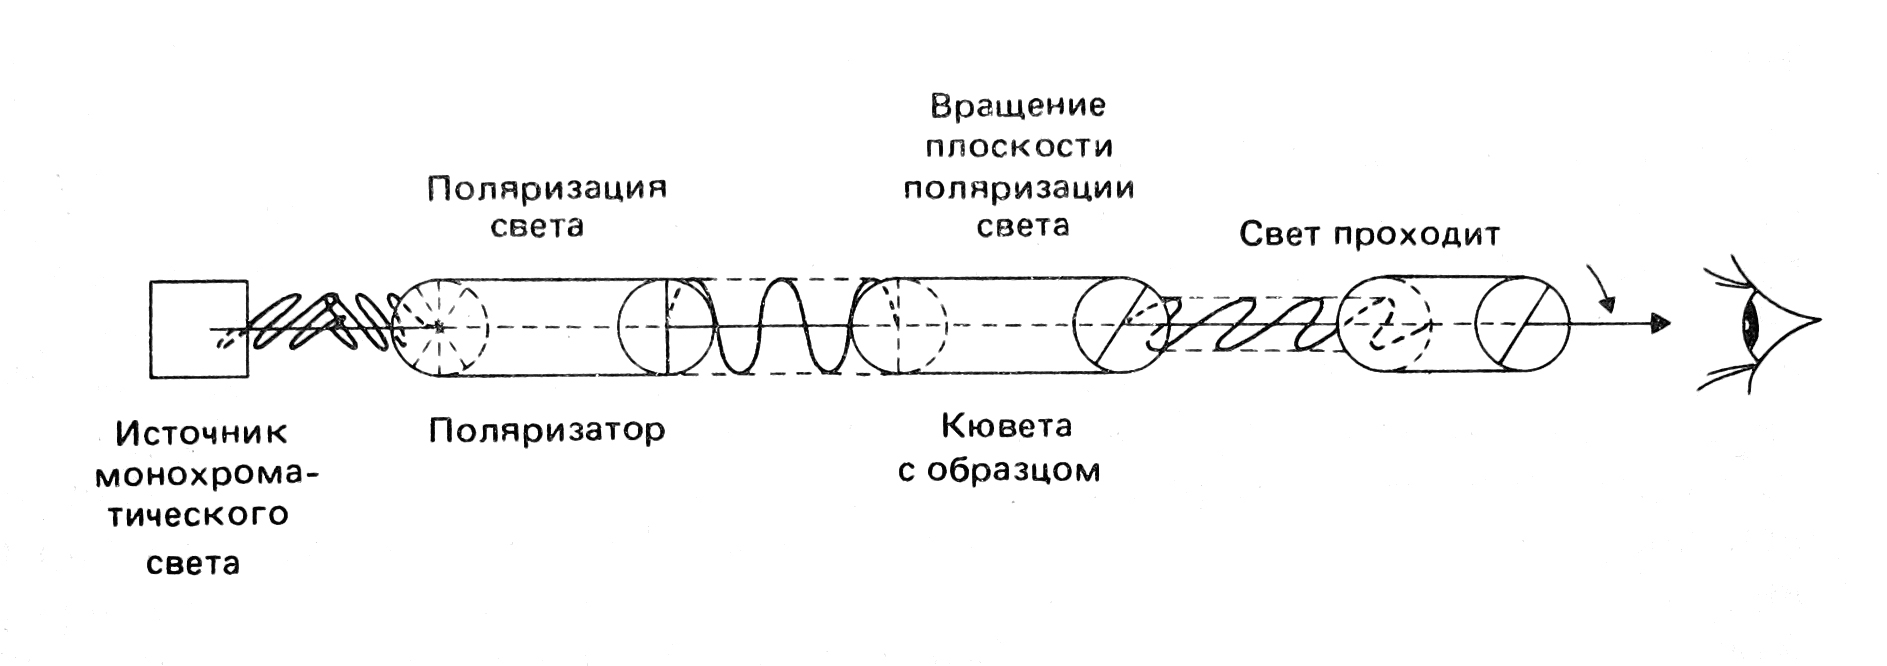 Вращение
плоскости
поляризации
света
Поляризация
света
Свет проходит
Источник
монохрома-
тического
света
Поляризатор
Кювета
с образцом